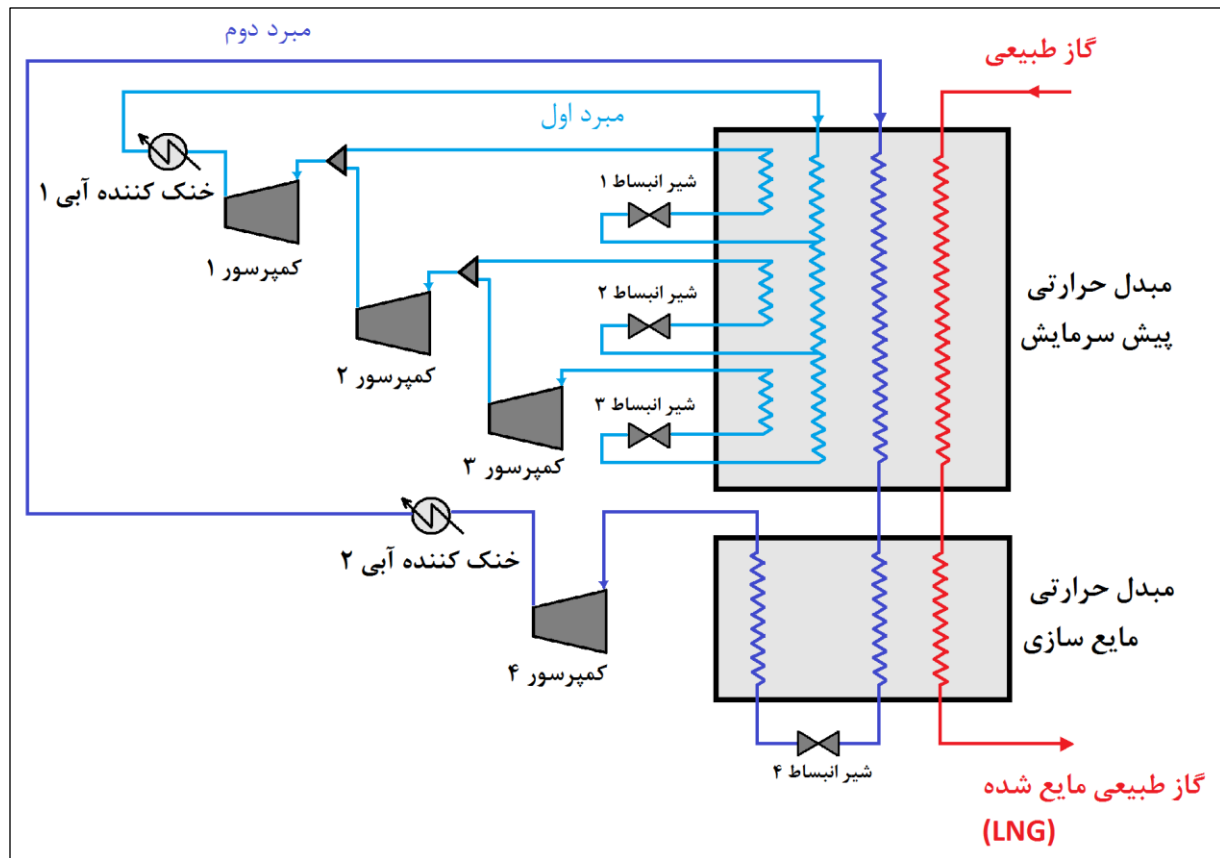 مبرد دوم
گاز طبیعی
مبرد اول
خنک کننده آبی ۱
شیر انبساط ۱
کمپرسور ۱
مبدل حرارتی
پیش سرمایش
شیر انبساط ۲
کمپرسور ۲
شیر انبساط ۳
کمپرسور ۳
خنک کننده آبی ۲
مبدل حرارتی
مایع سازی
کمپرسور ۴
شیر انبساط ۴
گاز طبیعی مایع شده
(LNG)